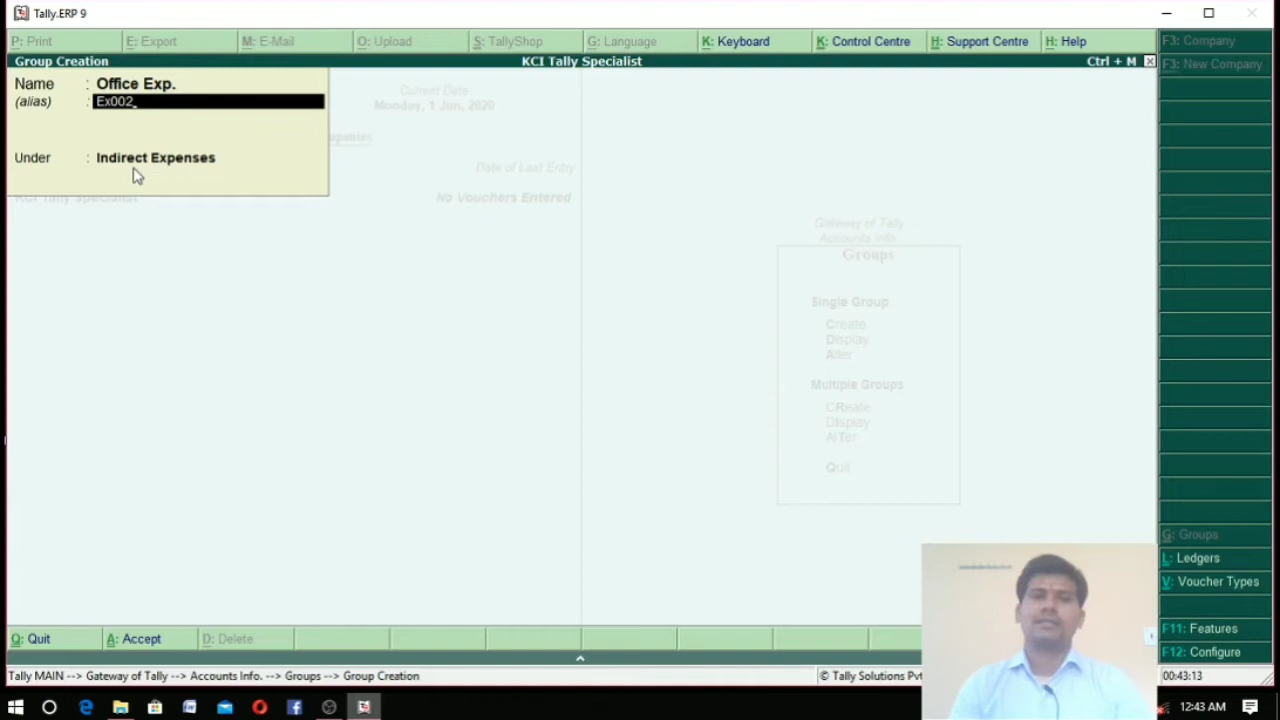 Tally.ERP 9
P: Print E: Export M: E-Mail O: Upload S: TallyShop G: Language K: Keyboard K: Control Centre H: Support Centre H: Help
F3: Company
Group Creation KCI Tally Specialist Ctrl + M
F3: New Company
Name : Office Exp.
(alias) : Ex002
Current Date
Monday, 1 Jun, 2020
Under : Indirect Expenses
Date of Last Entry
KCI Tally Specialist No Vouchers Entered
Gateway of Tally
Accounts Info.
Groups
Single Group
Create
Display
Alter
Multiple Groups
CReate
DIsplay
AlTer
Quit
G: Groups
L: Ledgers
V: Voucher Types
F11: Features
F12: Configure
Q: Quit A: Accept D: Delete
Tally MAIN --> Gateway of Tally --> Accounts Info. --> Groups --> Group Creation © Tally Solutions Pvt 00:43:13
12:43 AM